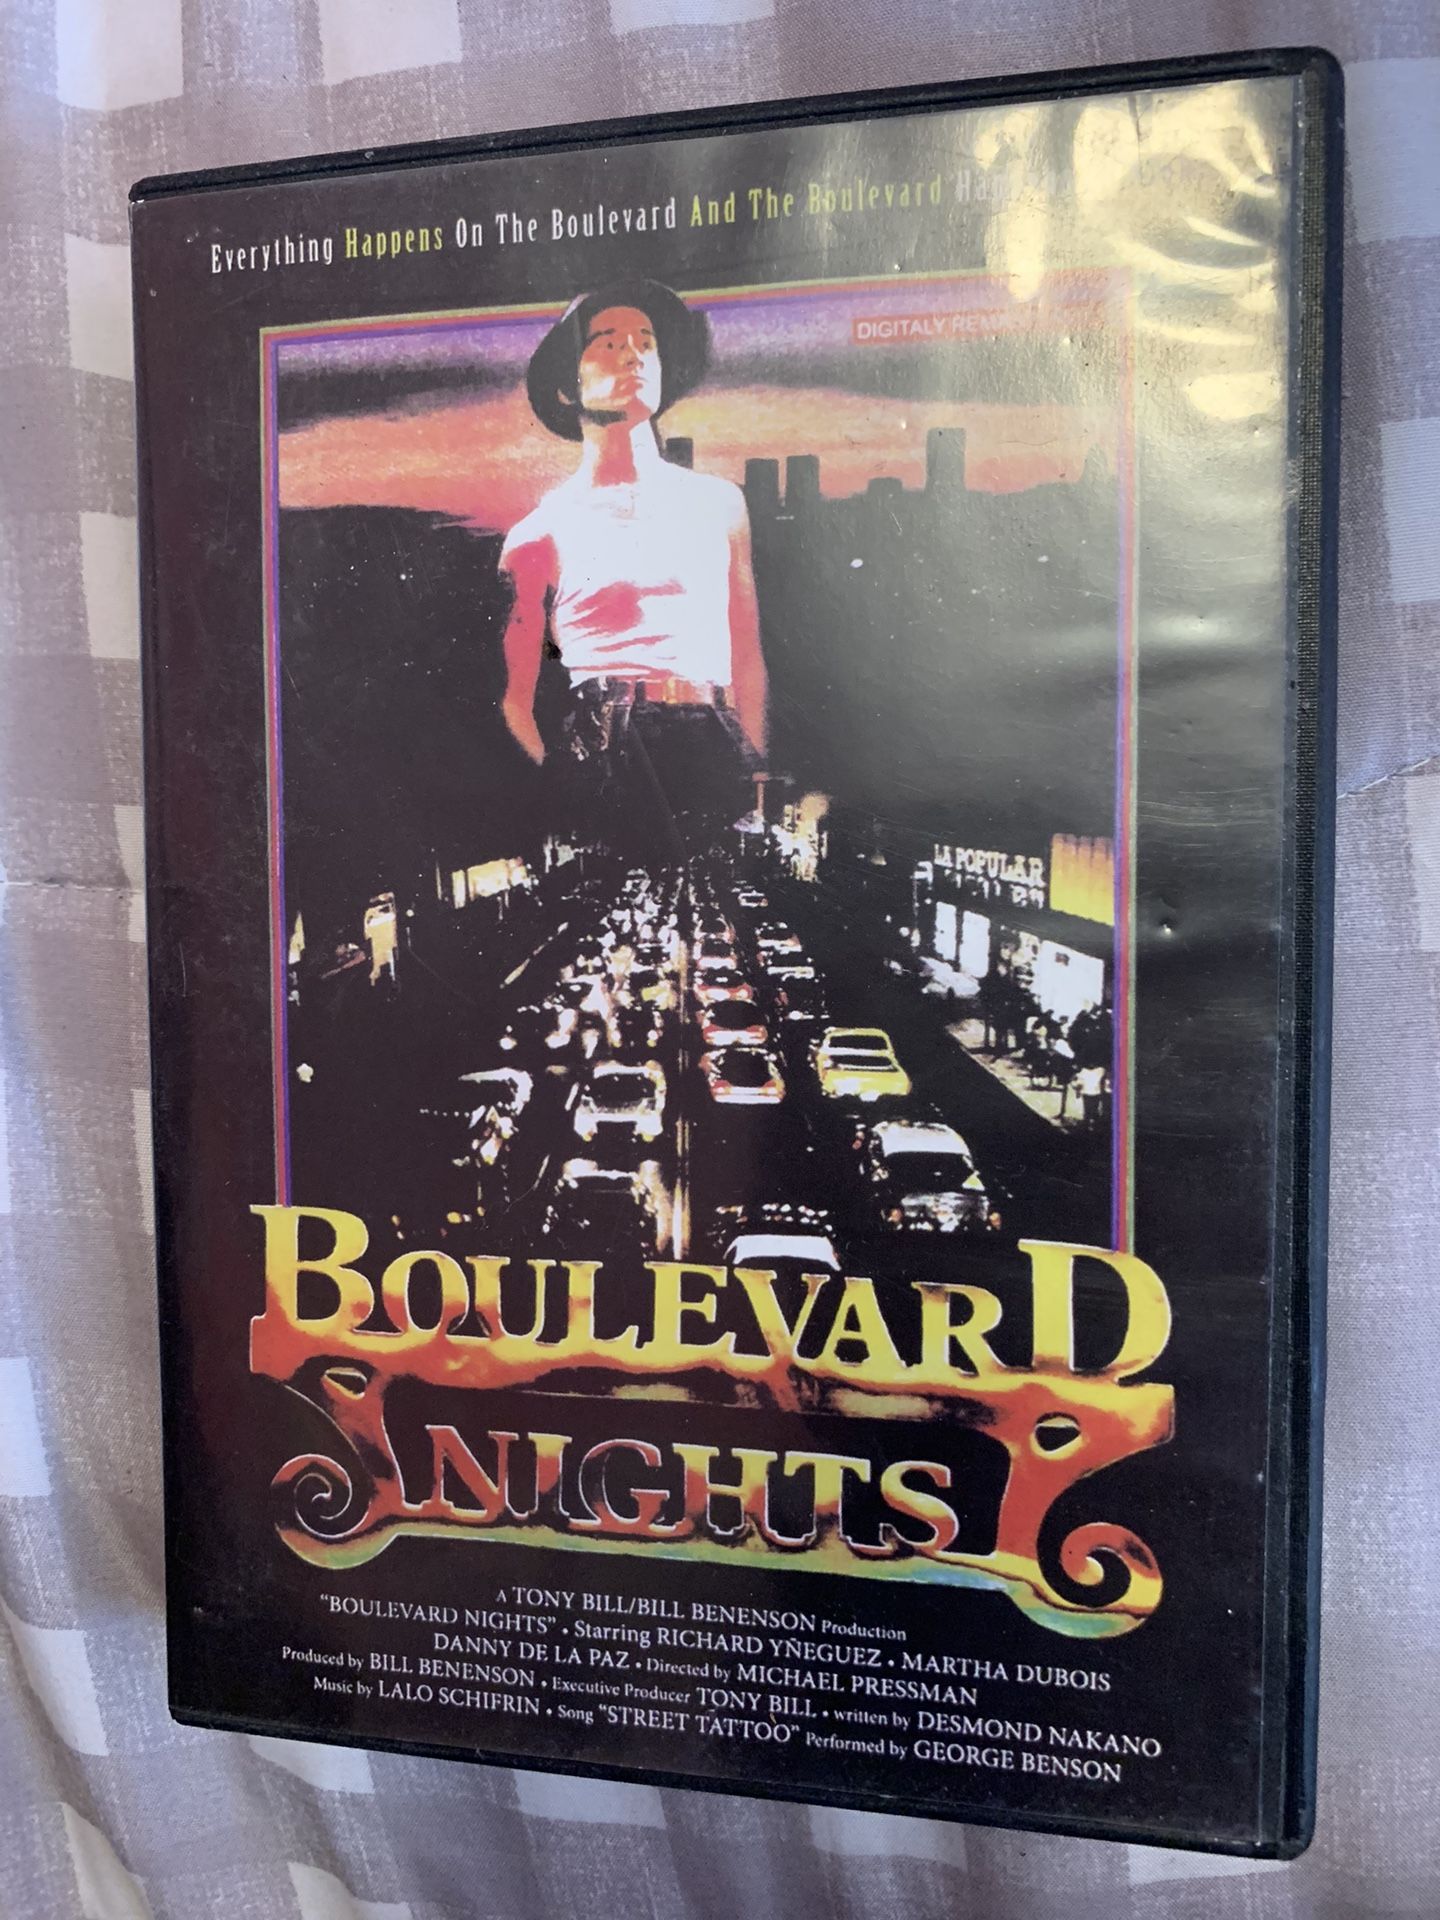 Everything Happens On The Boulevard And The Boulevard
DIGITALY
LA POPULAR
BOULEVARD
NIGHTS
A TONY BILL/BILL BENENSON Production
"BOULEVARD NIGHTS" • Starring RICHARD YÑEGUEZ • MARTHA DUBOIS
DANNY DE LA PAZ • Directed by MICHAEL PRESSMAN
Produced by BILL BENENSON • Executive Producer TONY BILL • written by DESMOND NAKANO
Music by LALO SCHIFRIN • Song "STREET TATTOO" Performed by GEORGE BENSON